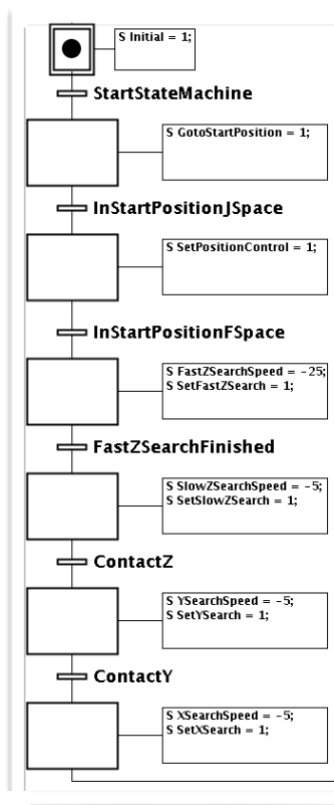 S Initial = 1;
StartStateMachine
S GotoStartPosition = 1;
InStartPositionJSpace
S SetPositionControl = 1;
InStartPositionFSpace
S FastZSearchSpeed = -25;
S SetFastZSearch = 1;
FastZSearchFinished
S SlowZSearchSpeed = -5;
S SetSlowZSearch = 1;
ContactZ
S YSearchSpeed = -5;
S SetYSearch = 1;
ContactY
S XSearchSpeed = -5;
S SetXSearch = 1;